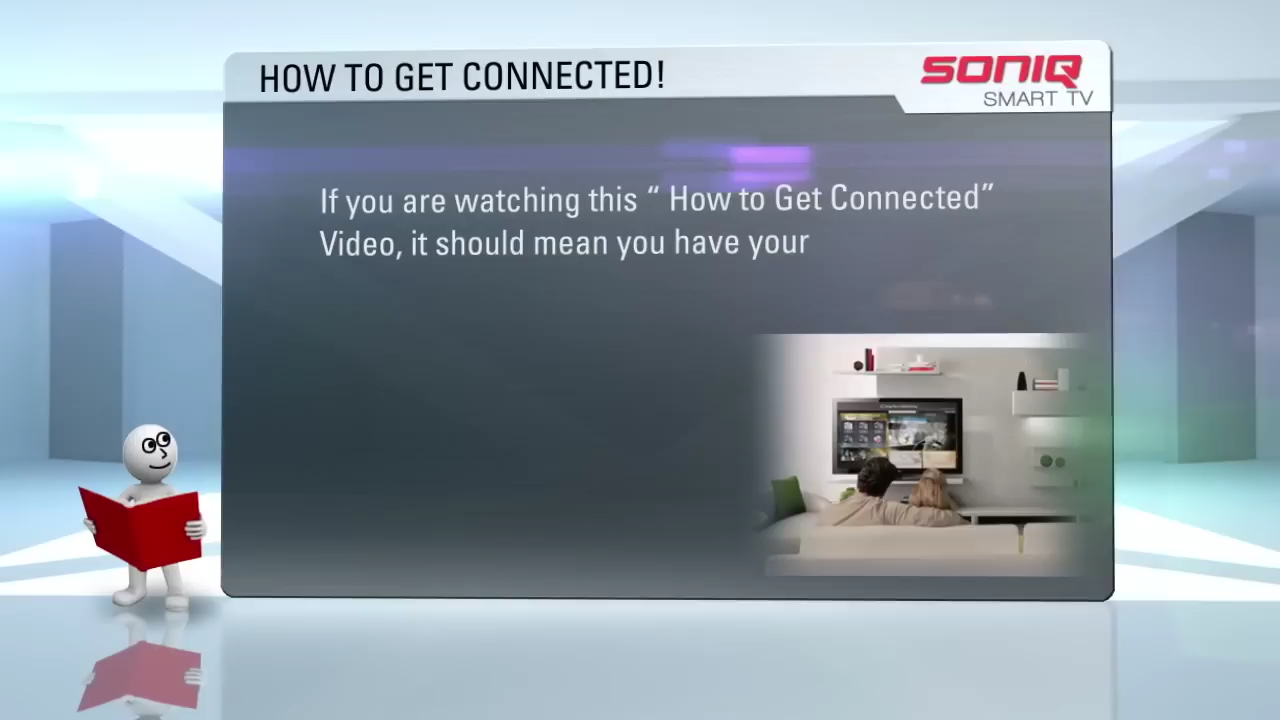 HOW TO GET CONNECTED!
SONIQ
SMART TV
If you are watching this “ How to Get Connected”
Video, it should mean you have your